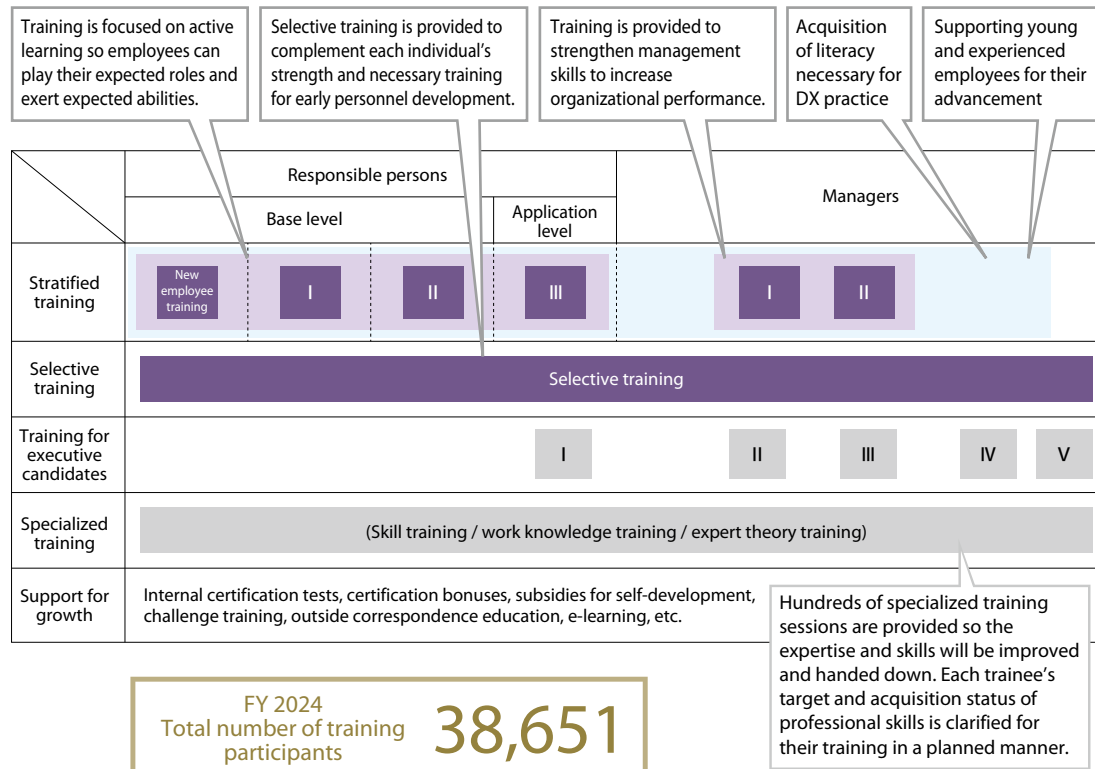 Training is focused on active
learning so employees can
play their expected roles and
exert expected abilities.
Selective training is provided to
complement each individual's
strength and necessary training
for early personnel development.
Training is provided to
strengthen management
skills to increase
organizational performance.
Acquisition
of literacy
necessary for
DX practice
Supporting young
and experienced
employees for their
advancement
Responsible persons
Managers
Base level
Application
level
Stratified
training
New
employee
training
I
II
III
I
II
Selective
training
Selective training
Training for
executive
candidates
I
II
III
IV
V
Specialized
training
(Skill training / work knowledge training / expert theory training)
Support for
growth
Internal certification tests, certification bonuses, subsidies for self-development,
challenge training, outside correspondence education, e-learning, etc.
Hundreds of specialized training
sessions are provided so the
expertise and skills will be improved
and handed down. Each trainee's
target and acquisition status of
professional skills is clarified for
their training in a planned manner.
FY 2024
Total number of training
participants
38,651